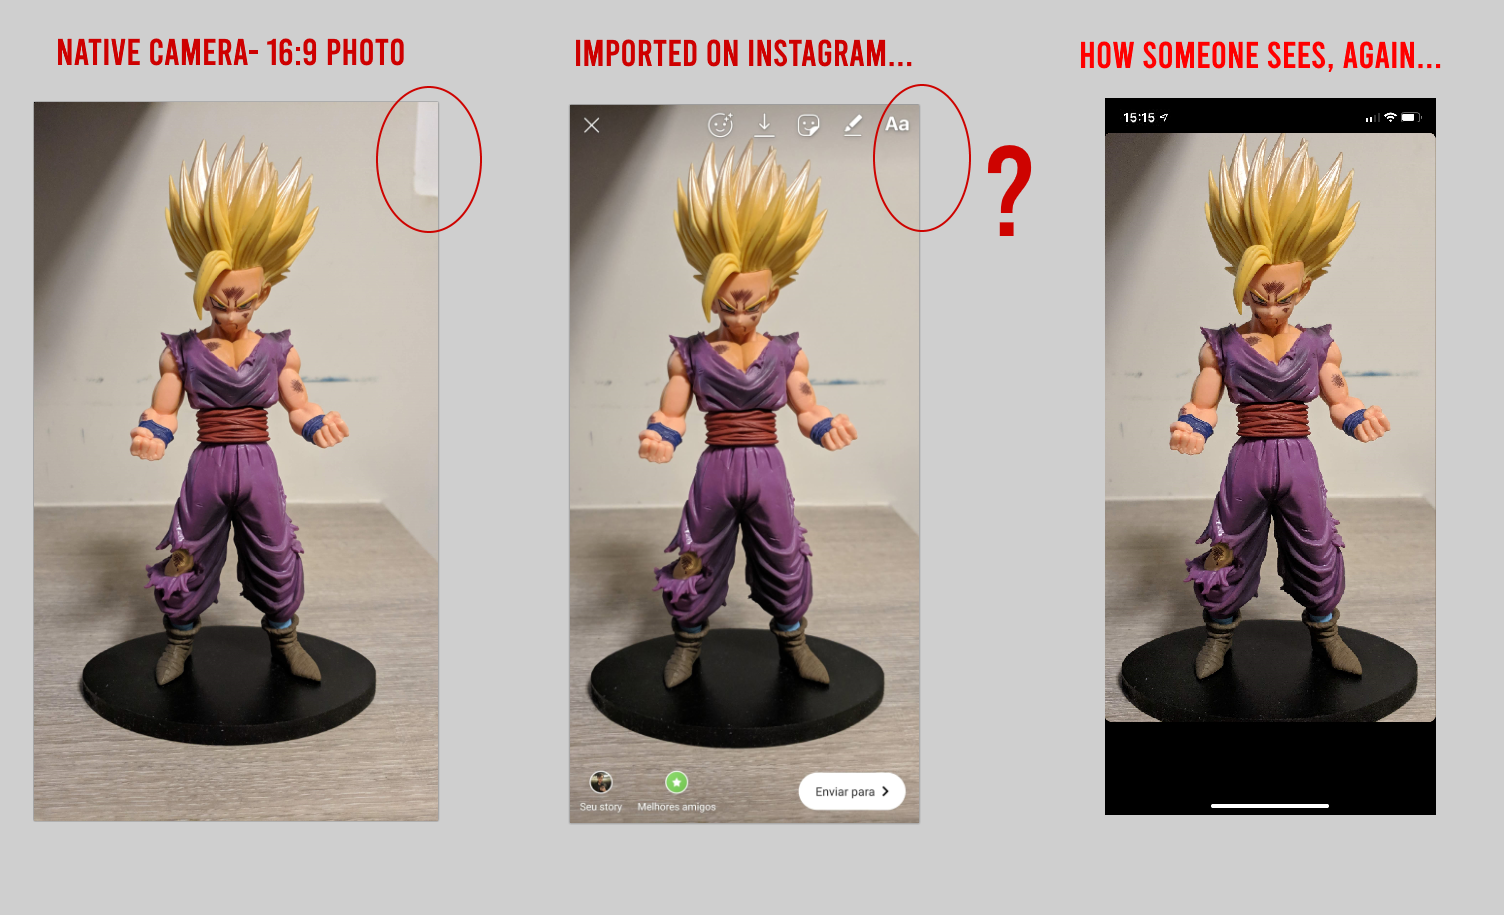 NATIVE CAMERA- 16:9 PHOTO
IMPORTED ON INSTAGRAM...
HOW SOMEONE SEES, AGAIN...
Aa
?
15:15
Seu story
Melhores amigos
Enviar para